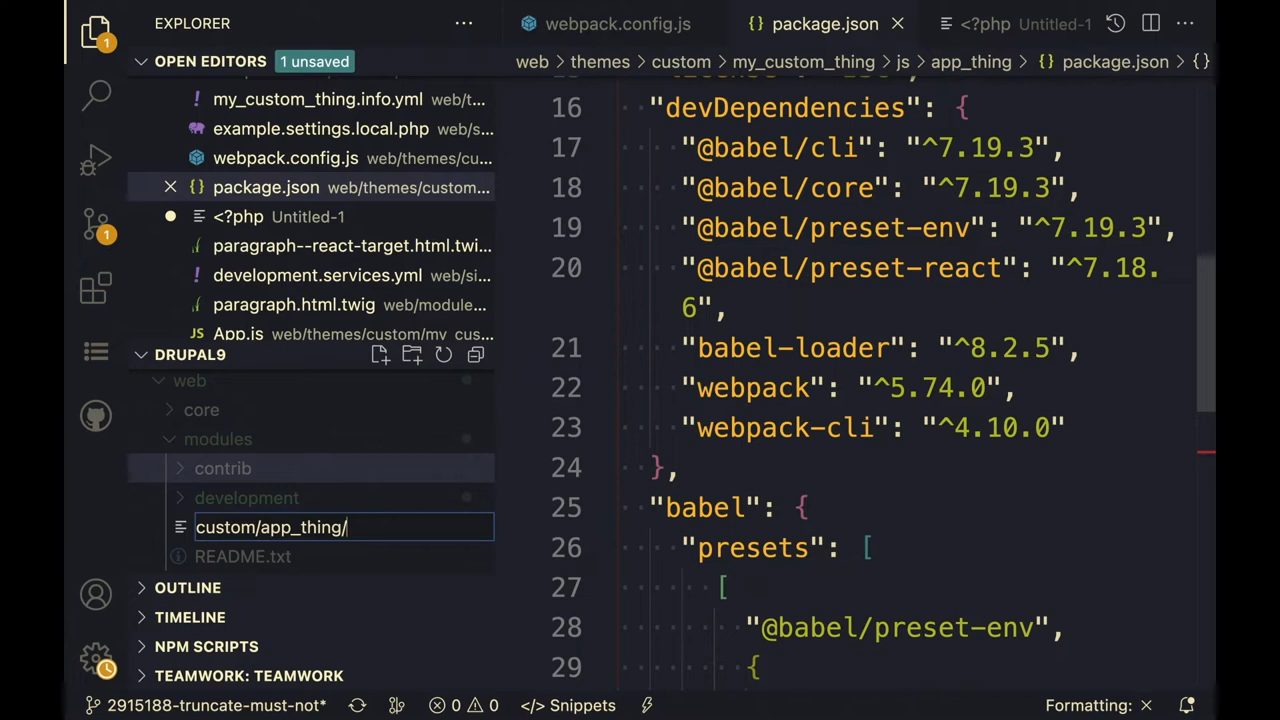 EXPLORER
OPEN EDITORS 1 unsaved
my_custom_thing.info.yml web/t...
example.settings.local.php web/s...
webpack.config.js web/themes/cu...
package.json web/themes/custom...
<?php Untitled-1
paragraph--react-target.html.twi...
development.services.yml web/si...
paragraph.html.twig web/module...
App.js web/themes/custom/my_cus...
DRUPAL9
web
core
modules
contrib
development
custom/app_thing/
README.txt
OUTLINE
TIMELINE
NPM SCRIPTS
TEAMWORK: TEAMWORK
1
1
webpack.config.js
{} package.json
<?php Untitled-1
web > themes > custom > my_custom_thing > js > app_thing > {} package.json > {}
16 "devDependencies": {
17 "@babel/cli": "^7.19.3",
18 "@babel/core": "^7.19.3",
19 "@babel/preset-env": "^7.19.3",
20 "@babel/preset-react": "^7.18.
6",
21 "babel-loader": "^8.2.5",
22 "webpack": "^5.74.0",
23 "webpack-cli": "^4.10.0"
24 },
25 "babel": {
26 "presets": [
27 [
28 "@babel/preset-env",
29 {
2915188-truncate-must-not* 0 0 </> Snippets Formatting: ×